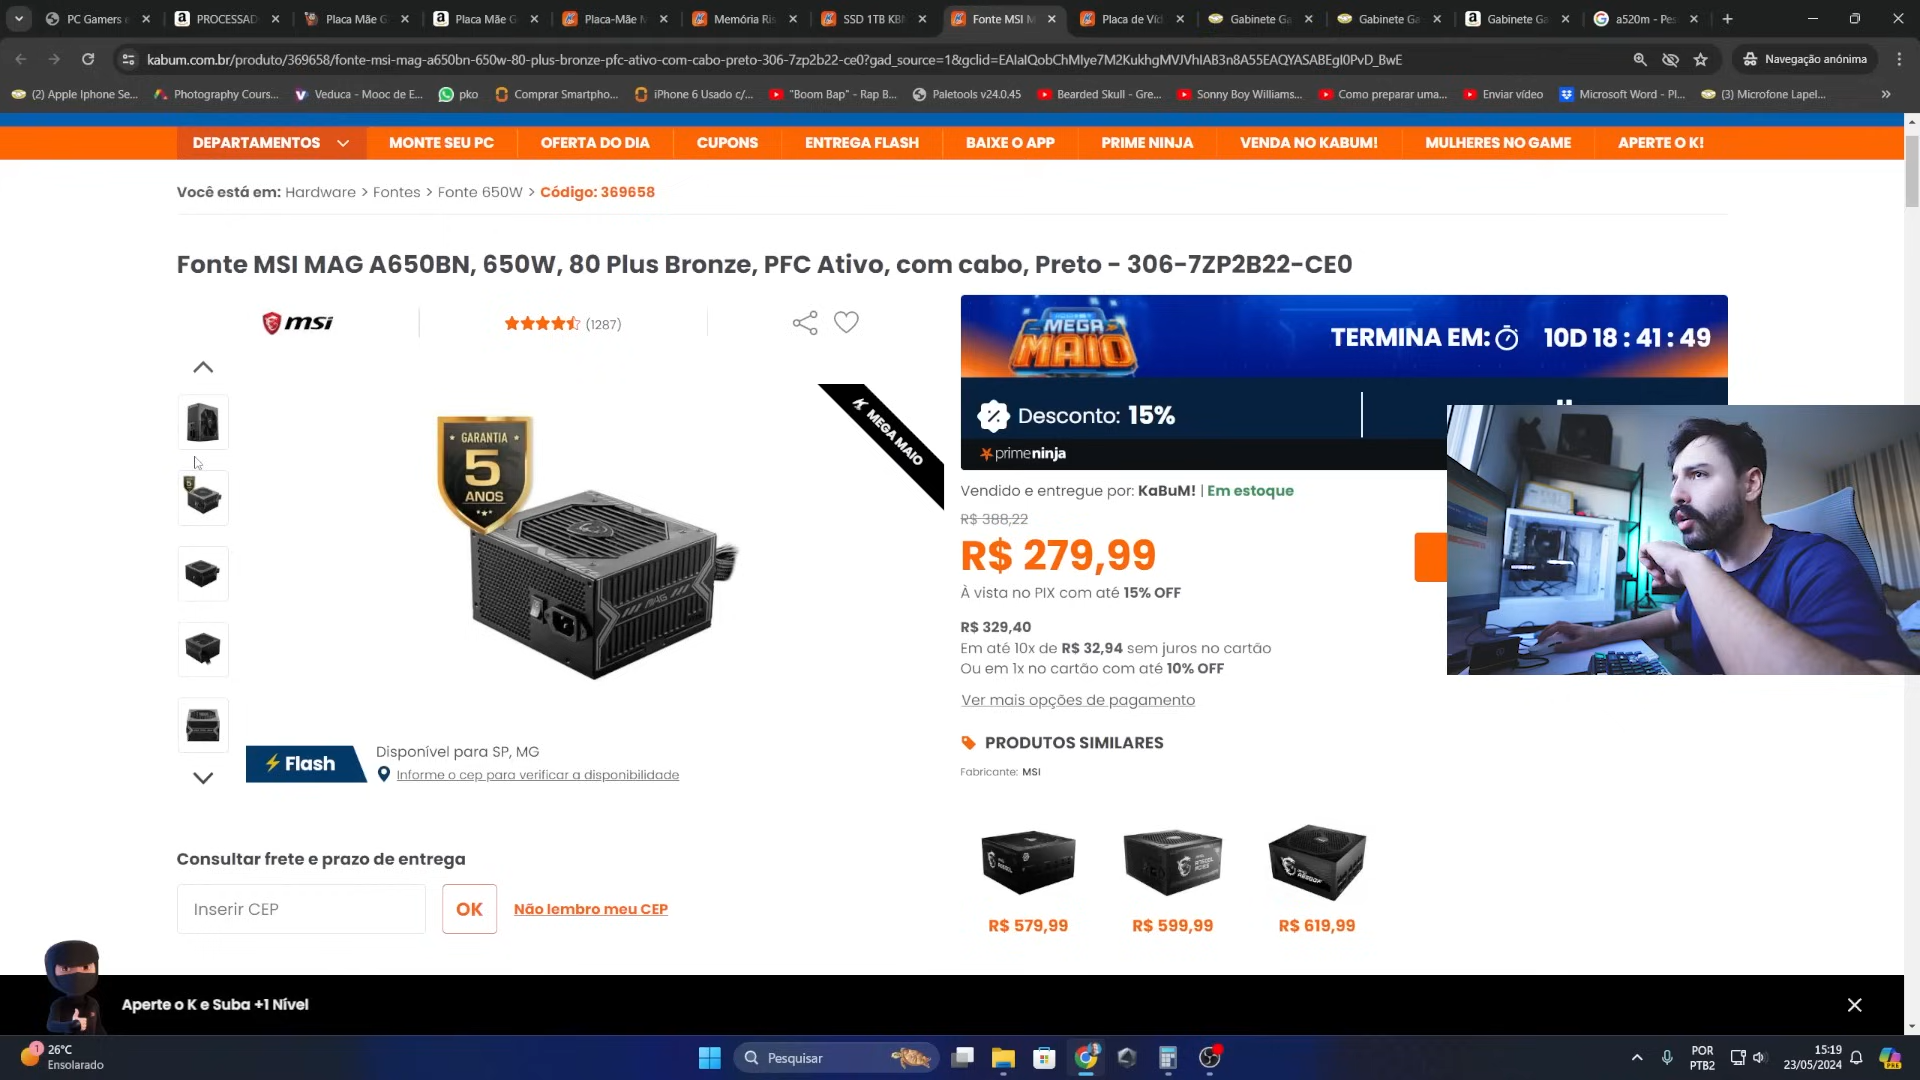 PC Gamers e
PROCESSAD
Placa Mãe G
Placa Mãe G
Placa-Mãe M
Memória Ris
SSD 1TB KB
Fonte MSI M
Placa de Víd
Gabinete Ga
Gabinete Ga
Gabinete Ga
a520m - Pes
kabum.com.br/produto/369658/fonte-msi-mag-a650bn-650w-80-plus-bronze-pfc-ativo-com-cabo-preto-306-7zp2b22-ce0?gad_source=1&gclid=EAIaIQobChMIye7M2KukhgMVJVhIAB3n8A55EAQYASABEgI0PvD_BwE
Navegação anónima
(2) Apple Iphone Se...
Photography Cours...
Veduca - Mooc de E...
pko
Comprar Smartpho...
iPhone 6 Usado c/...
"Boom Bap" - Rap B...
Paletools v24.0.45
Bearded Skull - Gre...
Sonny Boy Williams...
Como preparar uma...
Enviar vídeo
Microsoft Word - Pl...
(3) Microfone Lapel...
DEPARTAMENTOS
MONTE SEU PC
OFERTA DO DIA
CUPONS
ENTREGA FLASH
BAIXE O APP
PRIME NINJA
VENDA NO KABUM!
MULHERES NO GAME
APERTE O K!
Você está em: Hardware > Fontes > Fonte 650W > Código: 369658
Fonte MSI MAG A650BN, 650W, 80 Plus Bronze, PFC Ativo, com cabo, Preto - 306-7ZP2B22-CE0
msi
(1287)
MEGA MAIO
GARANTIA
5
ANOS
MAG
MEGA
MAIO
TERMINA EM: 10D 18 : 41 : 49
Desconto: 15%
primeninja
Vendido e entregue por: KaBuM! | Em estoque
R$ 388,22
R$ 279,99
À vista no PIX com até 15% OFF
R$ 329,40
Em até 10x de R$ 32,94 sem juros no cartão
Ou em 1x no cartão com até 10% OFF
Ver mais opções de pagamento
PRODUTOS SIMILARES
Fabricante: MSI
R$ 579,99
R$ 599,99
R$ 619,99
Flash
Disponível para SP, MG
Informe o cep para verificar a disponibilidade
Consultar frete e prazo de entrega
Inserir CEP
OK
Não lembro meu CEP
Aperte o K e Suba +1 Nível
1
26°C
Ensolarado
Pesquisar
POR
PTB2
15:19
23/05/2024